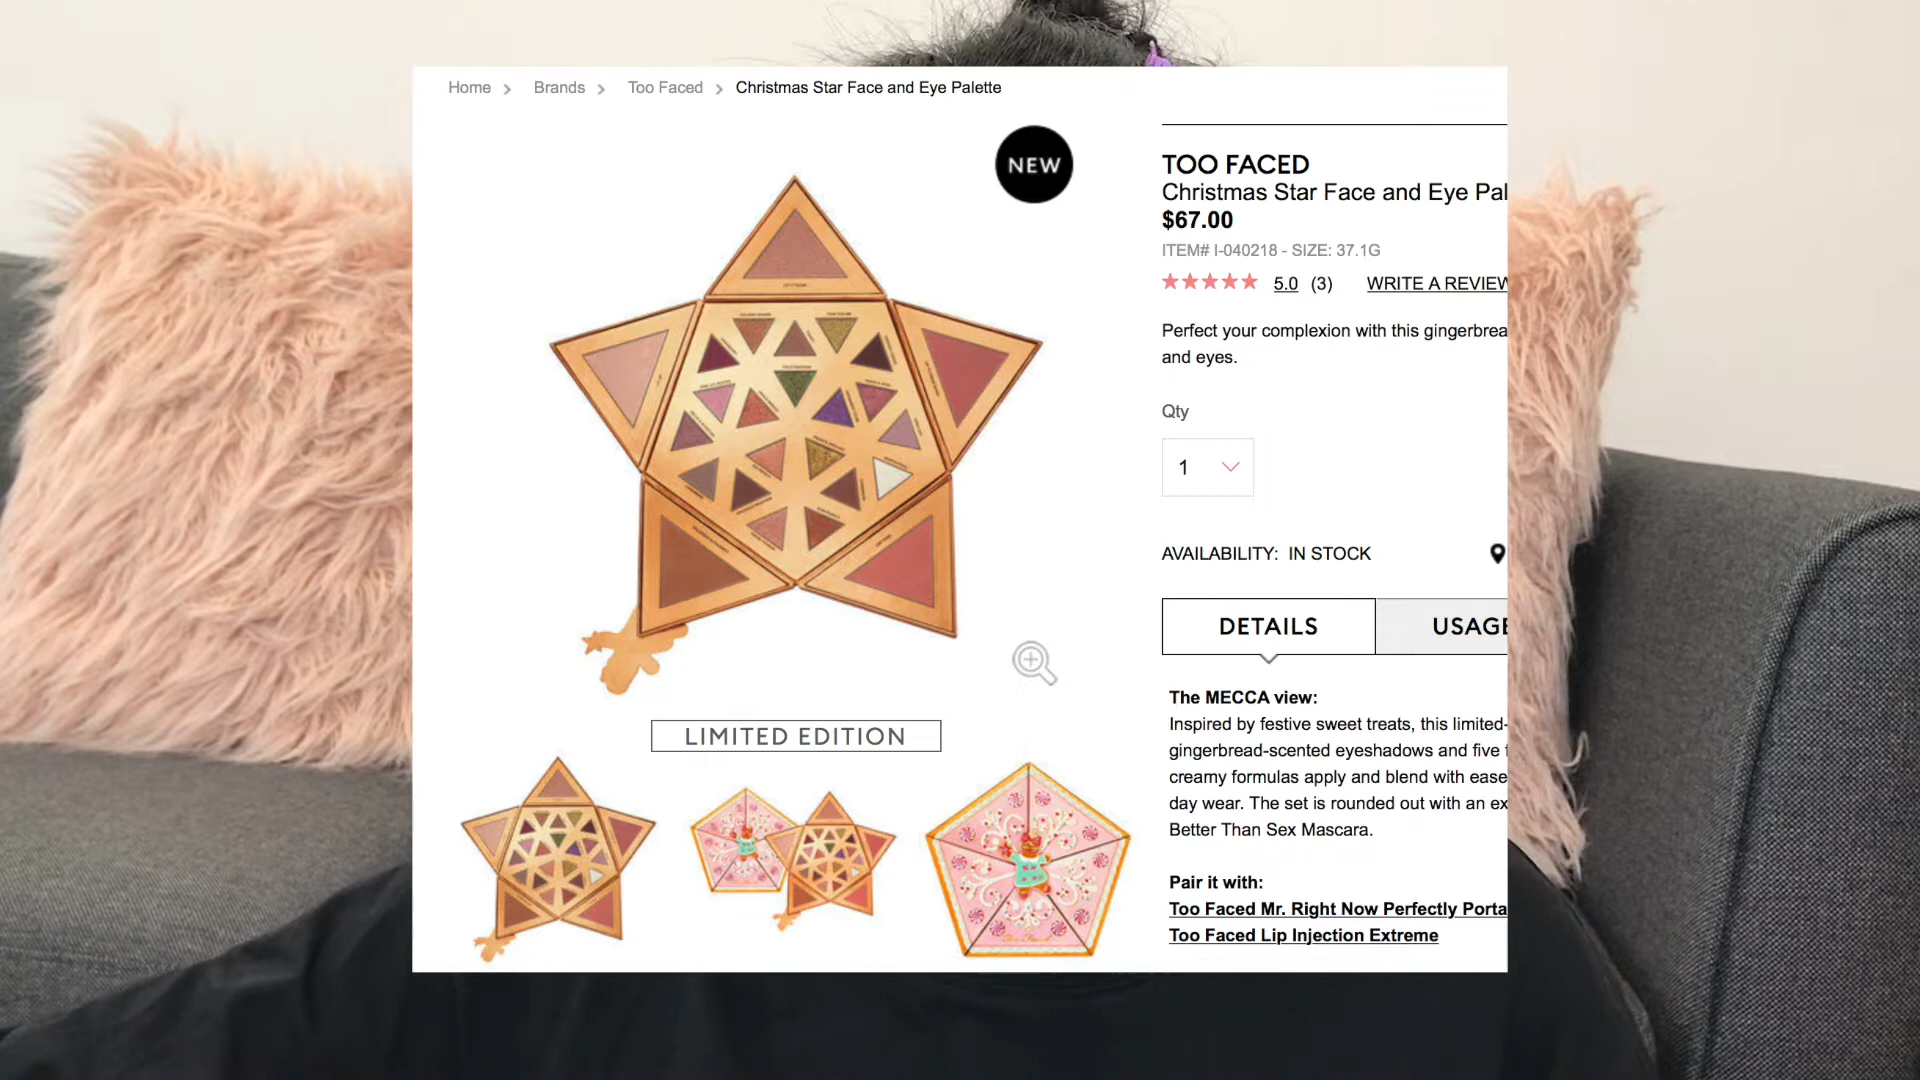 Home > Brands > Too Faced > Christmas Star Face and Eye Palette
NEW
TOO FACED
Christmas Star Face and Eye Pal
$67.00
ITEM# I-040218 - SIZE: 37.1G
5.0 (3) WRITE A REVIEW
Perfect your complexion with this gingerbrea
and eyes.
Qty
1
AVAILABILITY: IN STOCK
DETAILS
USAGE
The MECCA view:
Inspired by festive sweet treats, this limited-
gingerbread-scented eyeshadows and five
creamy formulas apply and blend with ease
day wear. The set is rounded out with an ex
Better Than Sex Mascara.
Pair it with:
Too Faced Mr. Right Now Perfectly Porta
Too Faced Lip Injection Extreme
LIMITED EDITION